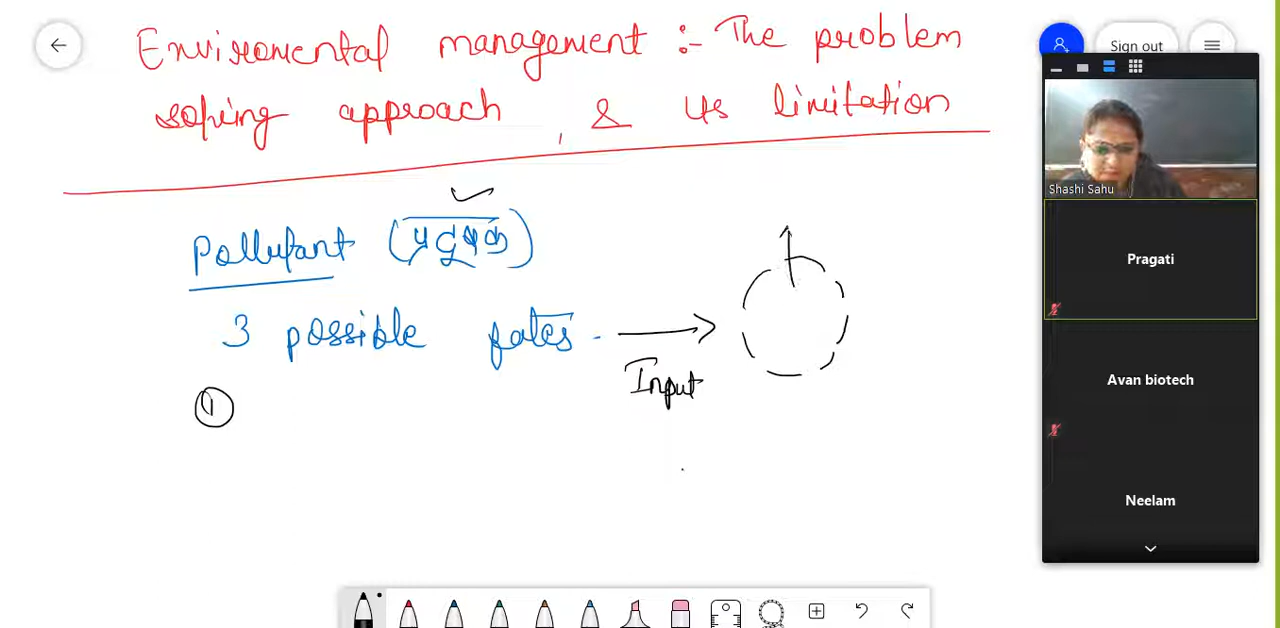 Enviromental management :- The problem
solving approach , & its limitation
Pollutant (प्रदुषक)
3 possible fates -
Input
①
Sign out
Shashi Sahu
Pragati
Avan biotech
Neelam